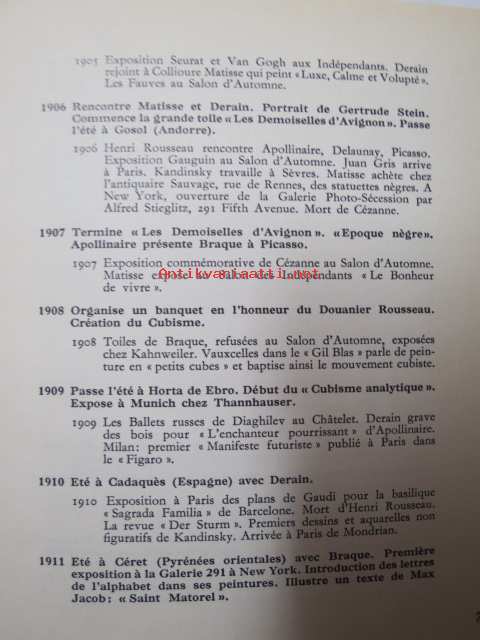 1905 Exposition Seurat et Van Gogh aux Indépendants. Derain
rejoint à Collioure Matisse qui peint « Luxe, Calme et Volupté ».
Les Fauves au Salon d'Automne.
1906 Rencontre Matisse et Derain. Portrait de Gertrude Stein.
Commence la grande toile « Les Demoiselles d'Avignon ». Passe
l'été à Gosol (Andorre).
1906 Henri Rousseau rencontre Apollinaire, Delaunay, Picasso.
Exposition Gauguin au Salon d'Automne. Juan Gris arrive
à Paris. Kandinsky travaille à Sèvres. Matisse achète chez
l'antiquaire Sauvage, rue de Rennes, des statuettes nègres. A
New York, ouverture de la Galerie Photo-Sécession par
Alfred Stieglitz, 291 Fifth Avenue. Mort de Cézanne.
1907 Termine « Les Demoiselles d'Avignon ». « Epoque nègre ».
Apollinaire présente Braque à Picasso.
1907 Exposition commémorative de Cézanne au Salon d'Automne.
Matisse expose au Salon des Indépendants « Le Bonheur
de vivre ».
Antikvariaatti.net
1908 Organise un banquet en l'honneur du Douanier Rousseau.
Création du Cubisme.
1908 Toiles de Braque, refusées au Salon d'Automne, exposées
chez Kahnweiler. Vauxcelles dans le « Gil Blas » parle de pein-
ture en « petits cubes » et baptise ainsi le mouvement cubiste.
1909 Passe l'été à Horta de Ebro. Début du « Cubisme analytique ».
Expose à Munich chez Thannhauser.
1909 Les Ballets russes de Diaghilev au Châtelet. Derain grave
des bois pour « L'enchanteur pourrissant » d'Apollinaire.
Milan: premier « Manifeste futuriste » publié à Paris dans
le « Figaro ».
1910 Eté à Cadaquès (Espagne) avec Derain.
1910 Exposition à Paris des plans de Gaudi pour la basilique
« Sagrada Familia » de Barcelone. Mort d'Henri Rousseau.
La revue « Der Sturm ». Premiers dessins et aquarelles non
figuratifs de Kandinsky. Arrivée à Paris de Mondrian.
1911 Eté à Céret (Pyrénées orientales) avec Braque. Première
exposition à la Galerie 291 à New York. Introduction des lettres
de l'alphabet dans ses peintures. Illustre un texte de Max
Jacob: « Saint Matorel ».